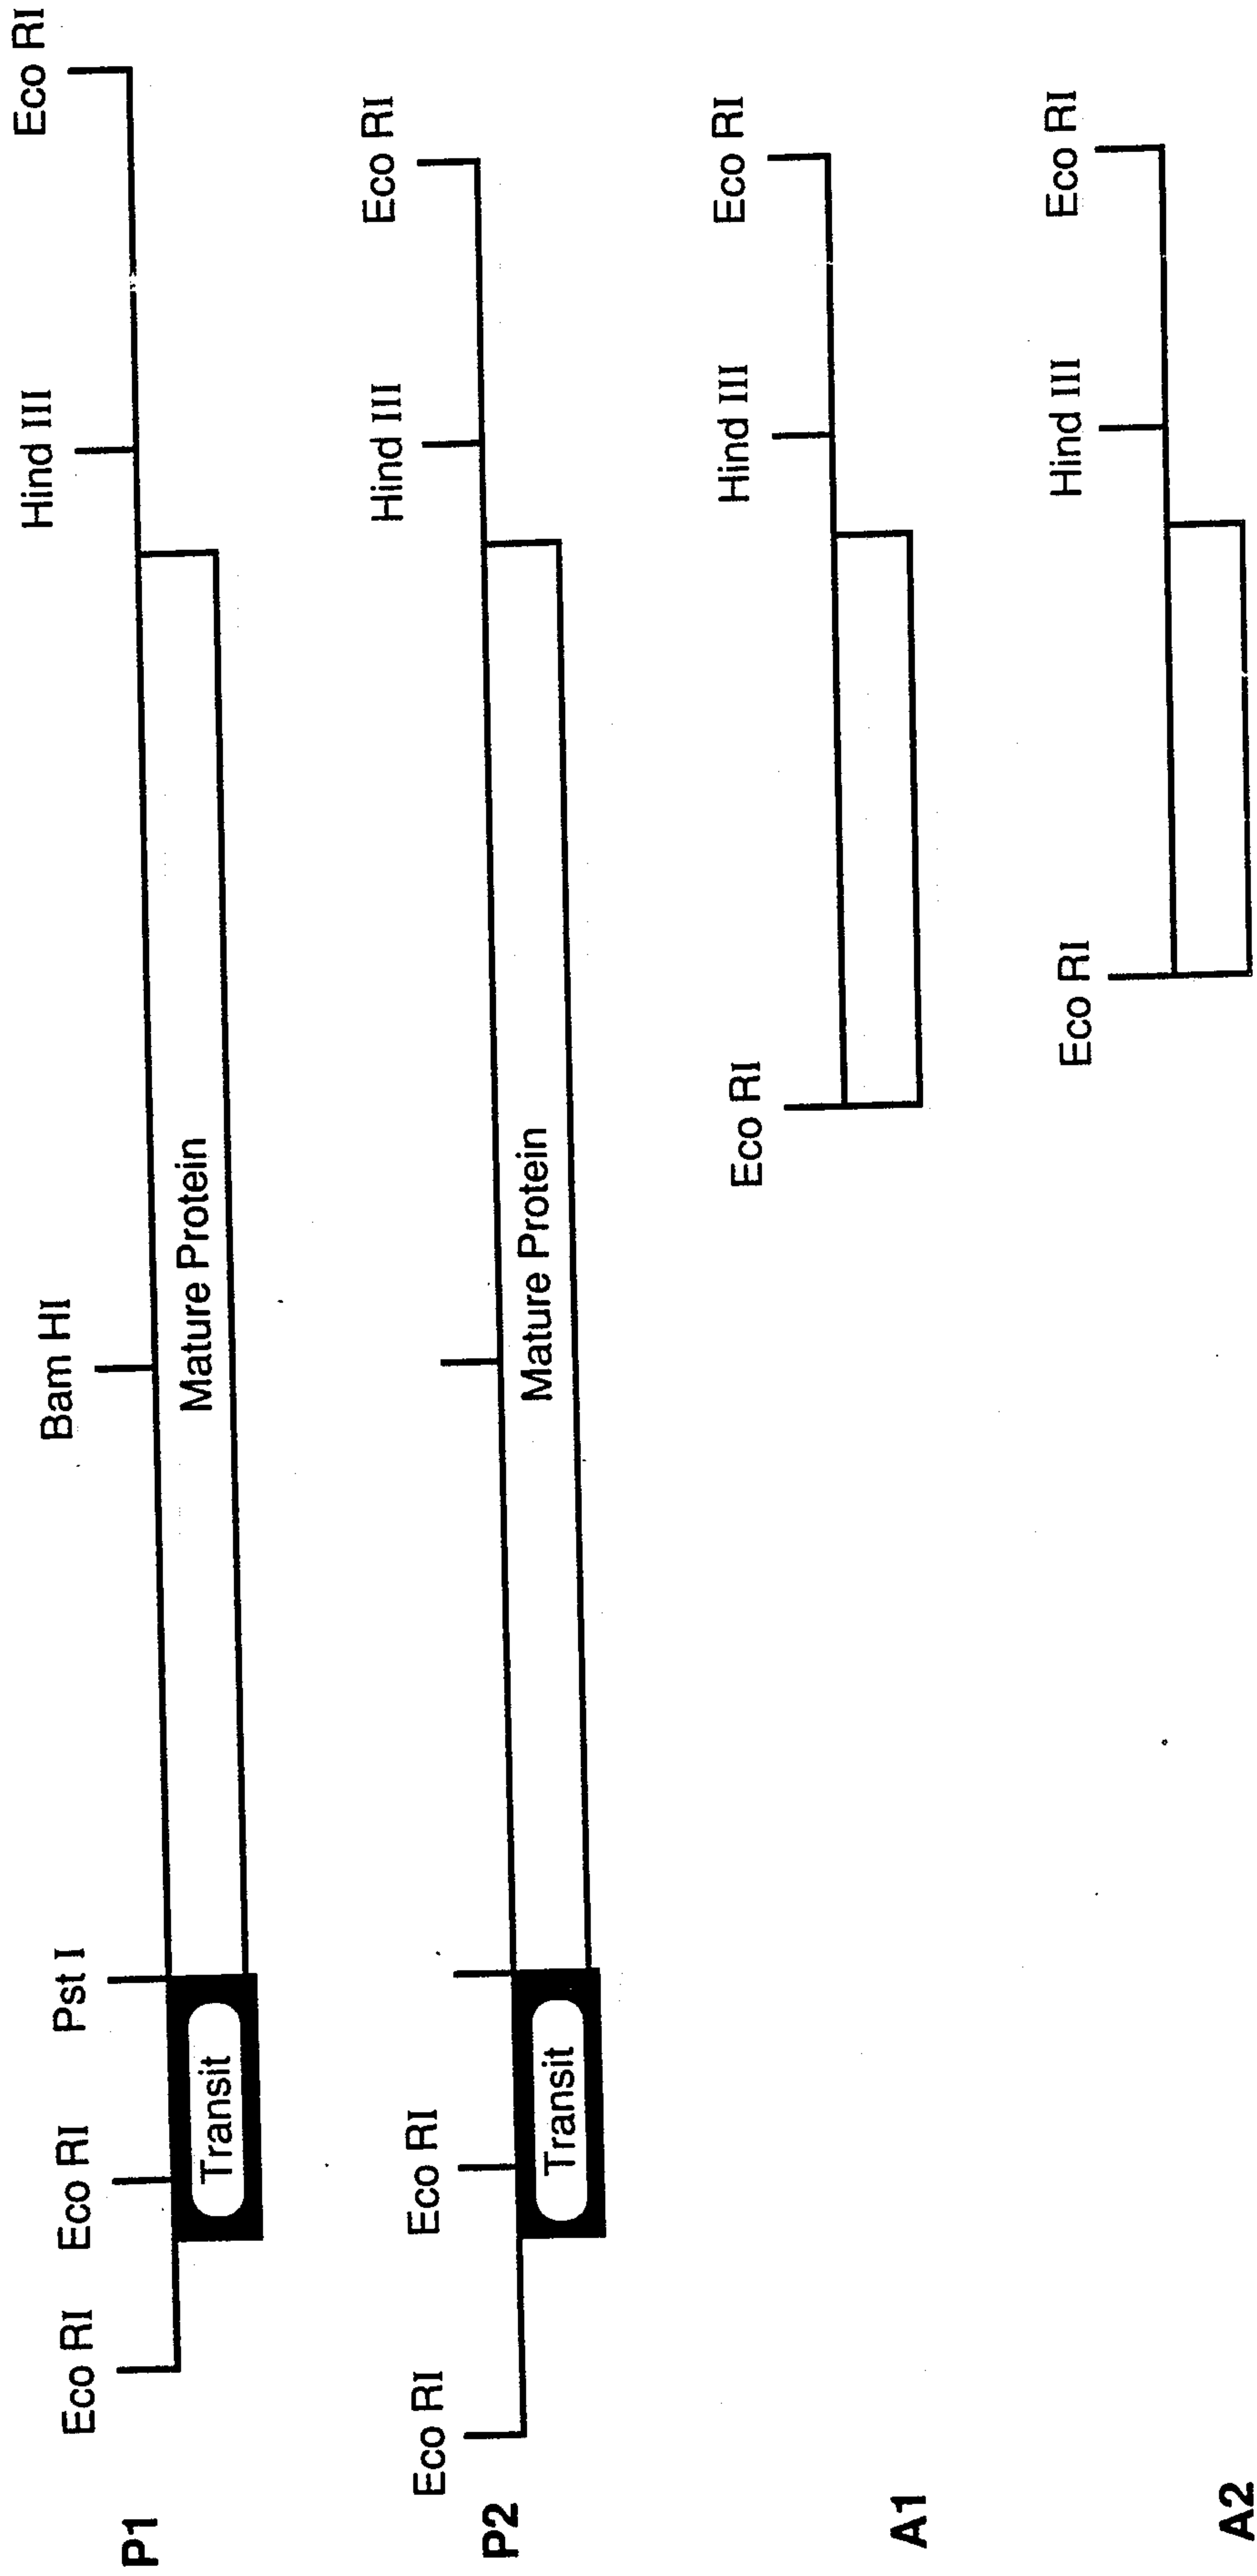 Eco RI
Eco RI
Pst I
Bam HI
Hind III
Eco RI
P1
Transit
Mature Protein
Eco RI
Eco RI
Hind III
Eco RI
P2
Transit
Mature Protein
Eco RI
Hind III
Eco RI
A1
Eco RI
Hind III
Eco RI
A2